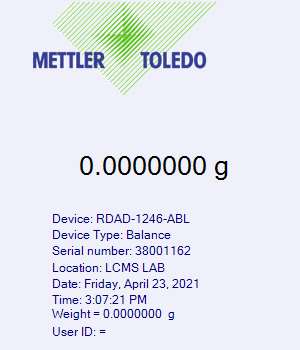 METTLER TOLEDO
0.0000000 g
Device: RDAD-1246-ABL
Device Type: Balance
Serial number: 38001162
Location: LCMS LAB
Date: Friday, April 23, 2021
Time: 3:07:21 PM
Weight = 0.0000000 g
User ID: =